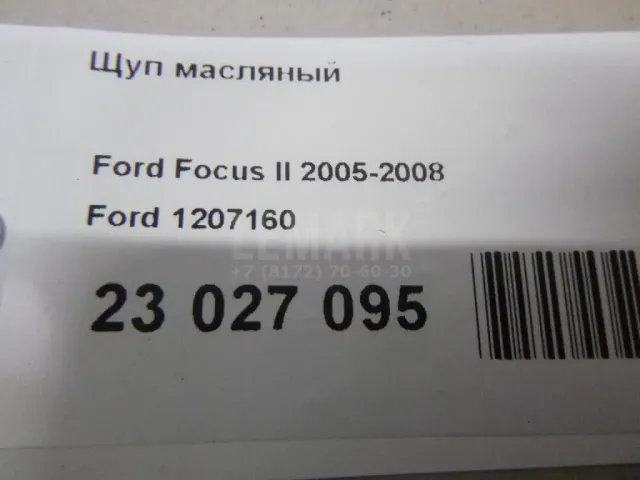 Щуп масляный
Ford Focus II 2005-2008
Ford 1207160
LEMARK
+7 (8172) 70-60-30
23 027 095